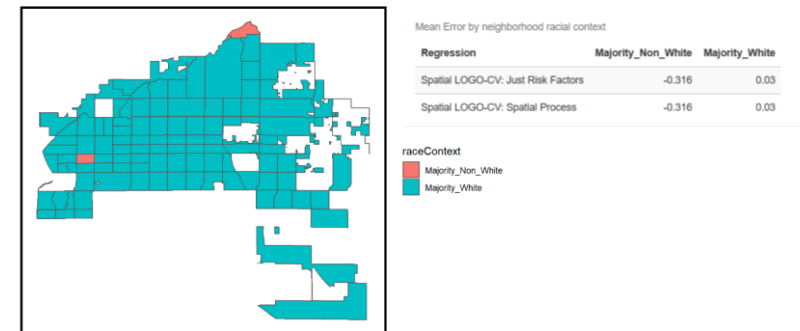 Mean Error by neighborhood racial context
Regression Majority_Non_White Majority_White
Spatial LOGO-CV: Just Risk Factors -0.316 0.03
Spatial LOGO-CV: Spatial Process -0.316 0.03
raceContext
Majority_Non_White
Majority_White